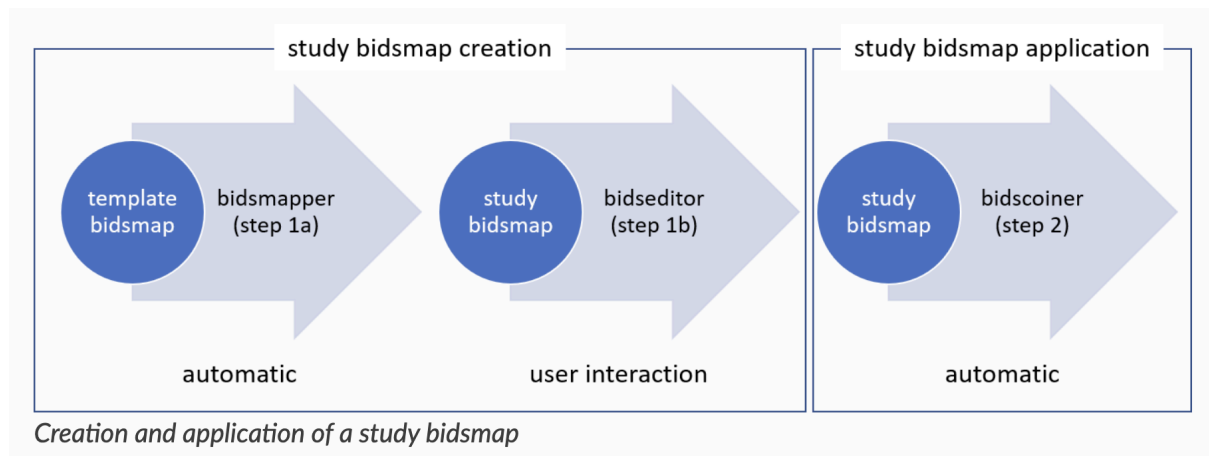 study bidsmap creation
study bidsmap application
template
bidsmap
bidsmapper
(step 1a)
study
bidsmap
bidseditor
(step 1b)
study
bidsmap
bidscoiner
(step 2)
automatic
user interaction
automatic
Creation and application of a study bidsmap